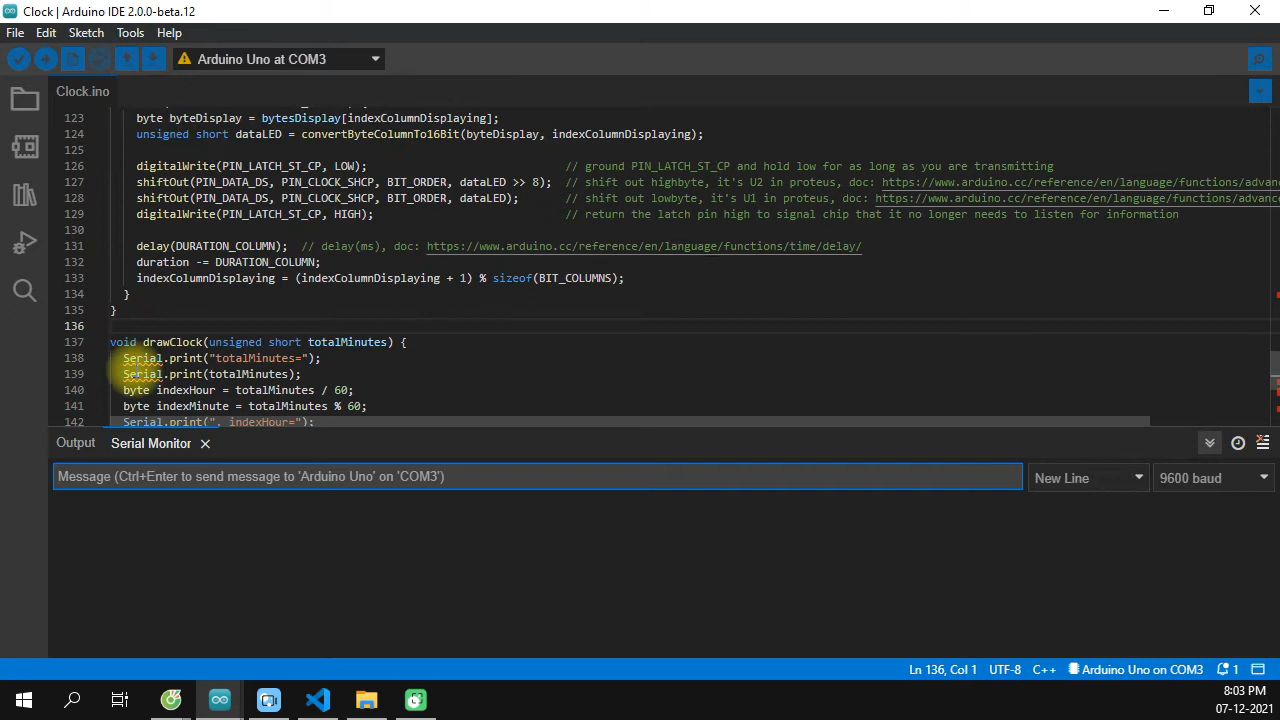 Clock | Arduino IDE 2.0.0-beta.12
File Edit Sketch Tools Help
Arduino Uno at COM3
Clock.ino
123 byte byteDisplay = bytesDisplay[indexColumnDisplaying];
124 unsigned short dataLED = convertByteColumnTo16Bit(byteDisplay, indexColumnDisplaying);
125
126 digitalWrite(PIN_LATCH_ST_CP, LOW); // ground PIN_LATCH_ST_CP and hold low for as long as you are transmitting
127 shiftOut(PIN_DATA_DS, PIN_CLOCK_SHCP, BIT_ORDER, dataLED >> 8); // shift out highbyte, it's U2 in proteus, doc: https://www.arduino.cc/reference/en/language/functions/advanc
128 shiftOut(PIN_DATA_DS, PIN_CLOCK_SHCP, BIT_ORDER, dataLED); // shift out lowbyte, it's U1 in proteus, doc: https://www.arduino.cc/reference/en/language/functions/advance
129 digitalWrite(PIN_LATCH_ST_CP, HIGH); // return the latch pin high to signal chip that it no longer needs to listen for information
130
131 delay(DURATION_COLUMN); // delay(ms), doc: https://www.arduino.cc/reference/en/language/functions/time/delay/
132 duration -= DURATION_COLUMN;
133 indexColumnDisplaying = (indexColumnDisplaying + 1) % sizeof(BIT_COLUMNS);
134 }
135 }
136
137 void drawClock(unsigned short totalMinutes) {
138 Serial.print("totalMinutes=");
139 Serial.print(totalMinutes);
140 byte indexHour = totalMinutes / 60;
141 byte indexMinute = totalMinutes % 60;
142 Serial.print(", indexHour=");
Output Serial Monitor
Message (Ctrl+Enter to send message to 'Arduino Uno' on 'COM3')
New Line
9600 baud
Ln 136, Col 1 UTF-8 C++ Arduino Uno on COM3 1
8:03 PM
07-12-2021